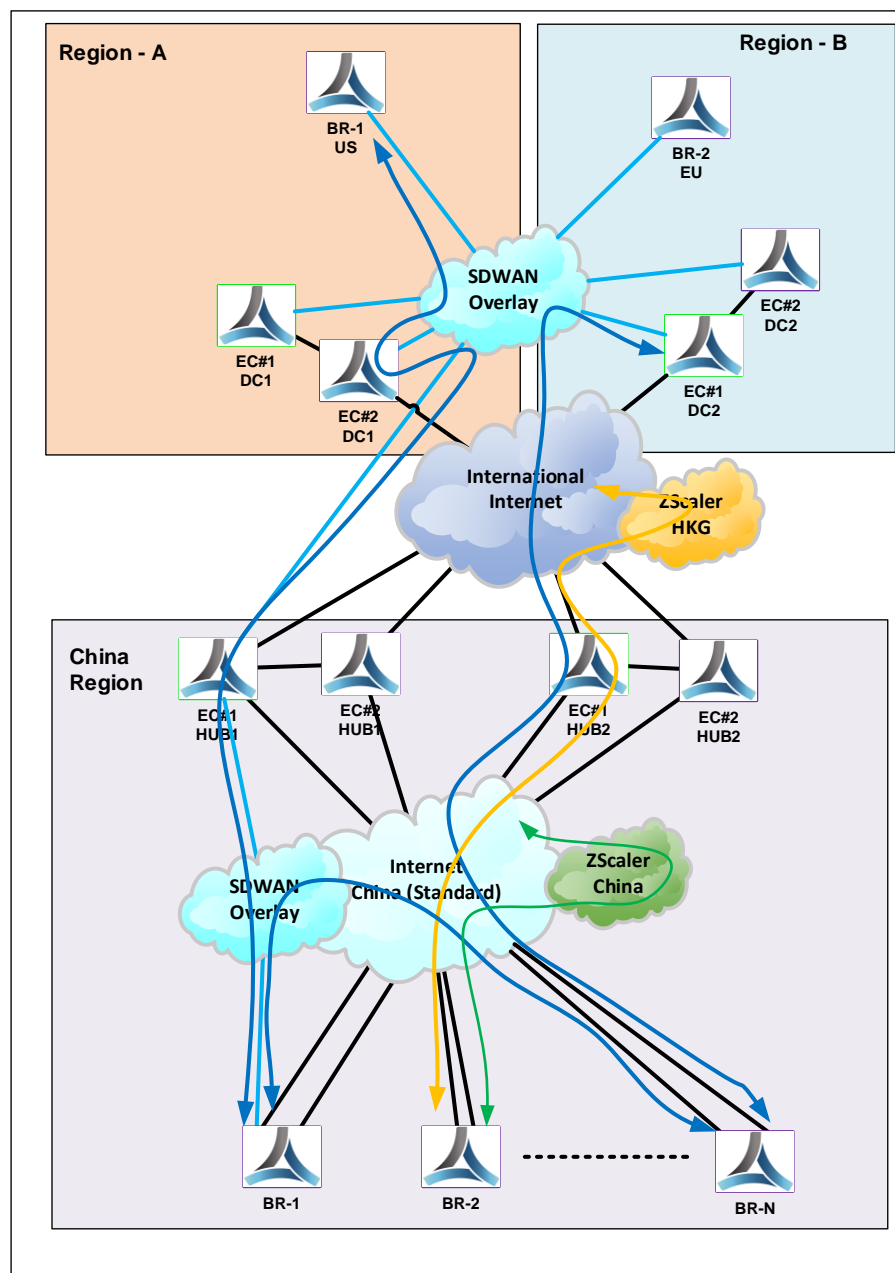 Region - A
Region - B
BR-1
US
BR-2
EU
SDWAN
Overlay
EC#1
DC1
EC#2
DC1
EC#2
DC2
EC#1
DC2
International
Internet
ZScaler
HKG
China
Region
EC#1
HUB1
EC#2
HUB1
EC#1
HUB2
EC#2
HUB2
SDWAN
Overlay
Internet
China (Standard)
ZScaler
China
BR-1
BR-2
BR-N